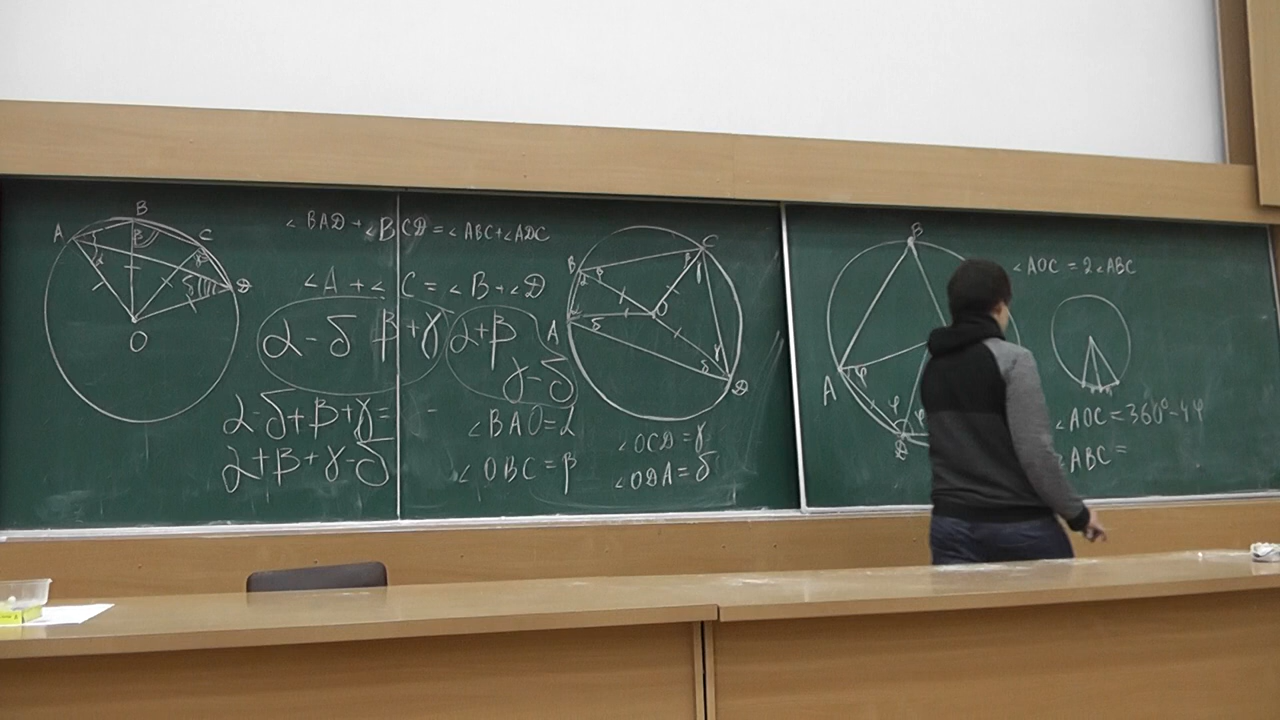 B
A
C
β
α
γ
δ
D
O
∠BAD + ∠BCD = ∠ABC + ∠ADC
∠A + ∠C = ∠B + ∠D
α - δ β + γ
α + β
γ - δ
α - δ + β + γ =
α + β + γ - δ
∠BAO = α
∠OBC = β
∠OCD = γ
∠ODA = δ
B
C
α
β
β
γ
O
A
α
δ
γ
δ
D
B
A
φ
φ
φ
D
∠AOC = 2∠ABC
∠AOC = 360° - 4φ
∠ABC =